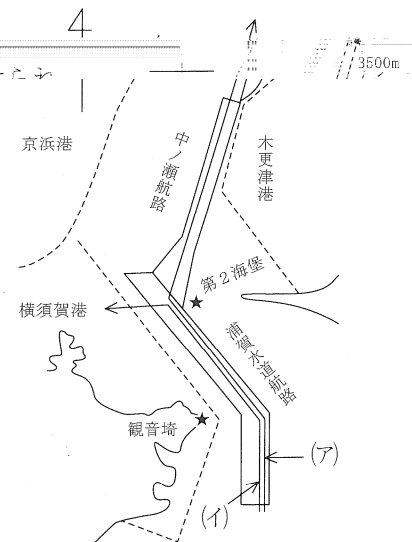 4
3500m
京浜港
中ノ瀬航路
木更津港
第2海堡
横須賀港
浦賀水道航路
観音埼
(ア)
(イ)